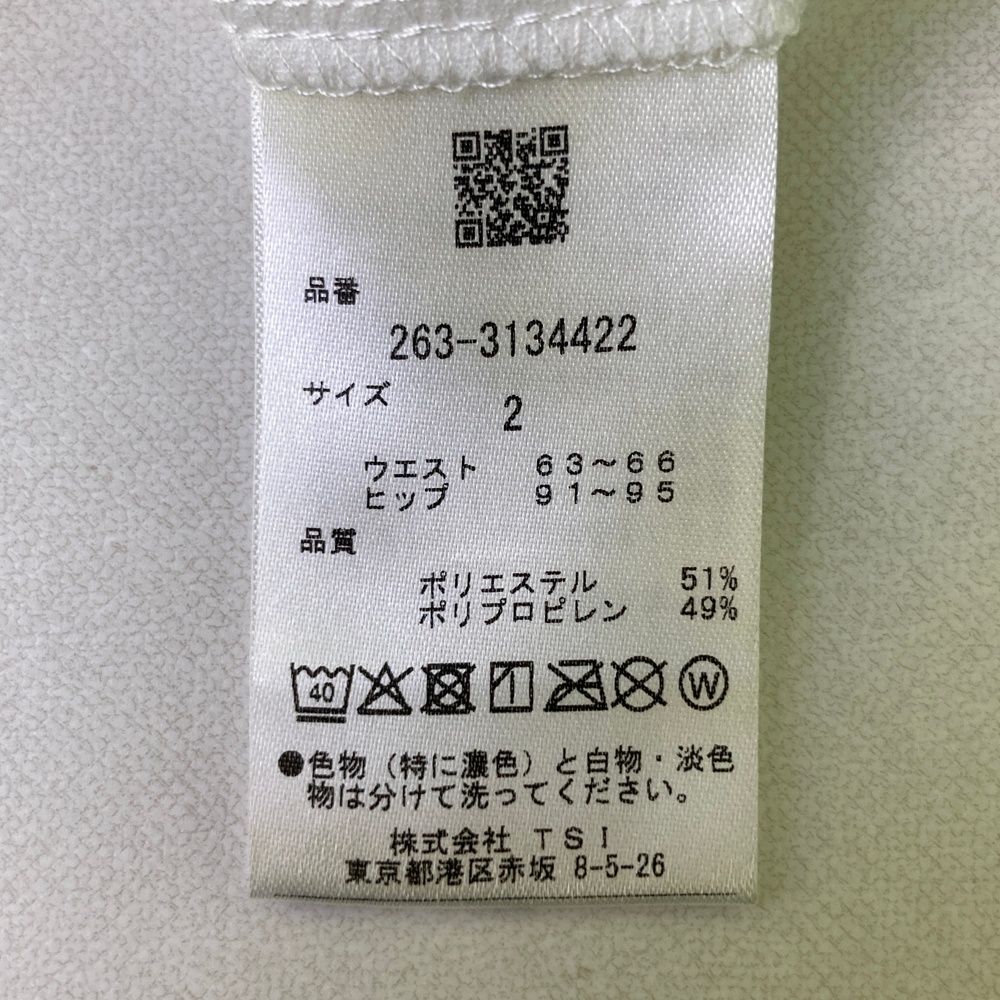 品番
263-3134422
サイズ 2
ウエスト 63～66
ヒップ 91～95
品質
ポリエステル 51%
ポリプロピレン 49%
40 W
●色物（特に濃色）と白物・淡色
物は分けて洗ってください。
株式会社 TSI
東京都港区赤坂 8-5-26